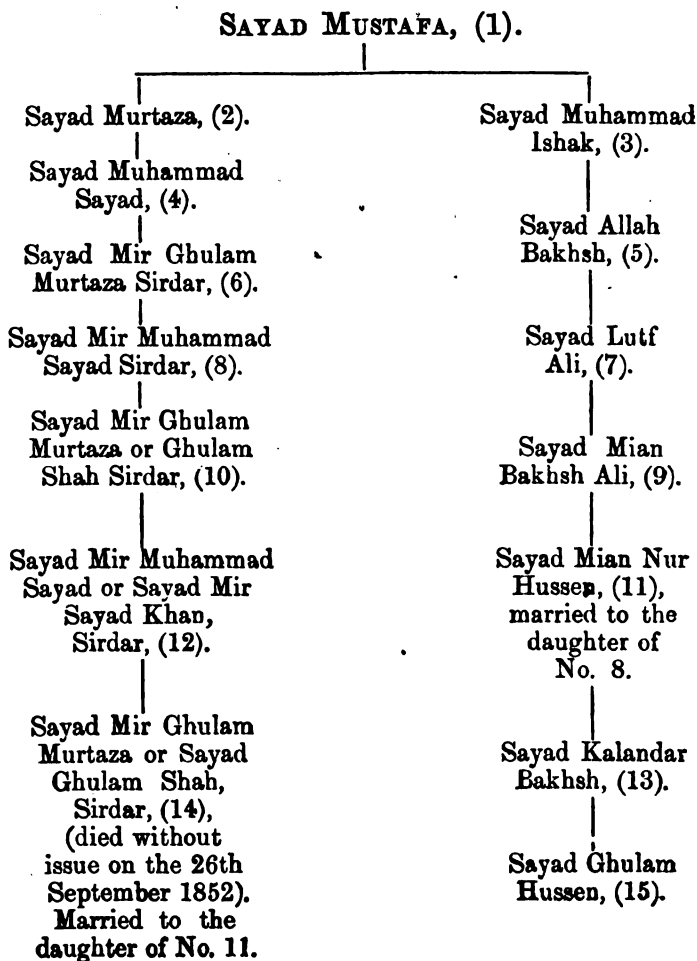 SAYAD MUSTAFA, (1).
Sayad Murtaza, (2).
Sayad Muhammad
Sayad, (4).
Sayad Mir Ghulam
Murtaza Sirdar, (6).
Sayad Mir Muhammad
Sayad Sirdar, (8).
Sayad Mir Ghulam
Murtaza or Ghulam
Shah Sirdar, (10).
Sayad Mir Muhammad
Sayad or Sayad Mir
Sayad Khan,
Sirdar, (12).
Sayad Mir Ghulam
Murtaza or Sayad
Ghulam Shah,
Sirdar, (14),
(died without
issue on the 26th
September 1852).
Married to the
daughter of No. 11.
Sayad Muhammad
Ishak, (3).
Sayad Allah
Bakhsh, (5).
Sayad Lutf
Ali, (7).
Sayad Mian
Bakhsh Ali, (9).
Sayad Mian Nur
Hussen, (11),
married to the
daughter of
No. 8.
Sayad Kalandar
Bakhsh, (13).
Sayad Ghulam
Hussen, (15).